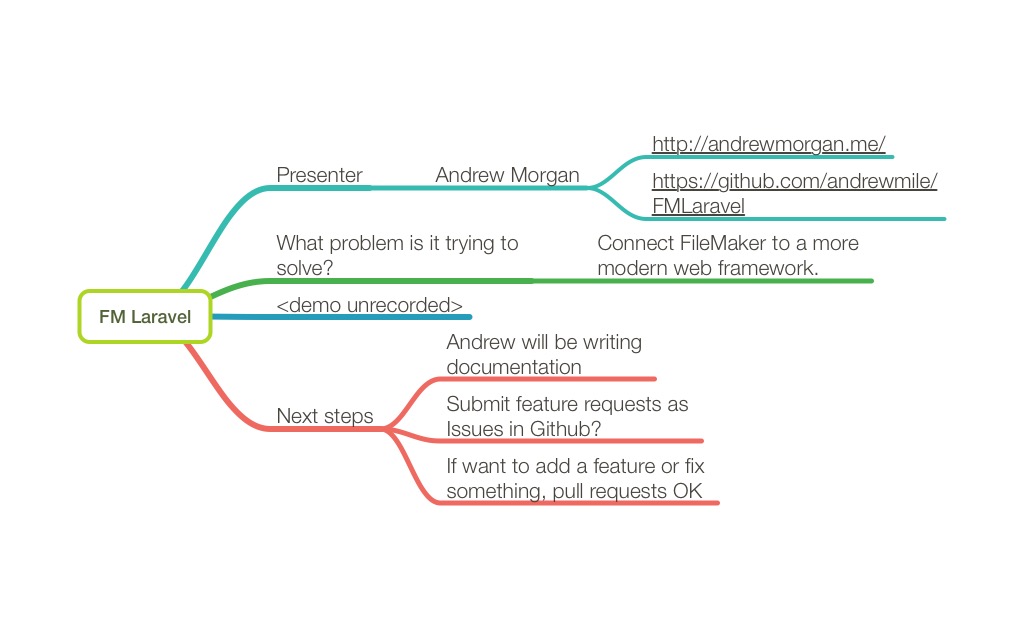 http://andrewmorgan.me/
Presenter
Andrew Morgan
https://github.com/andrewmile/
FMLaravel
What problem is it trying to
solve?
Connect FileMaker to a more
modern web framework.
FM Laravel
<demo unrecorded>
Andrew will be writing
documentation
Next steps
Submit feature requests as
Issues in Github?
If want to add a feature or fix
something, pull requests OK